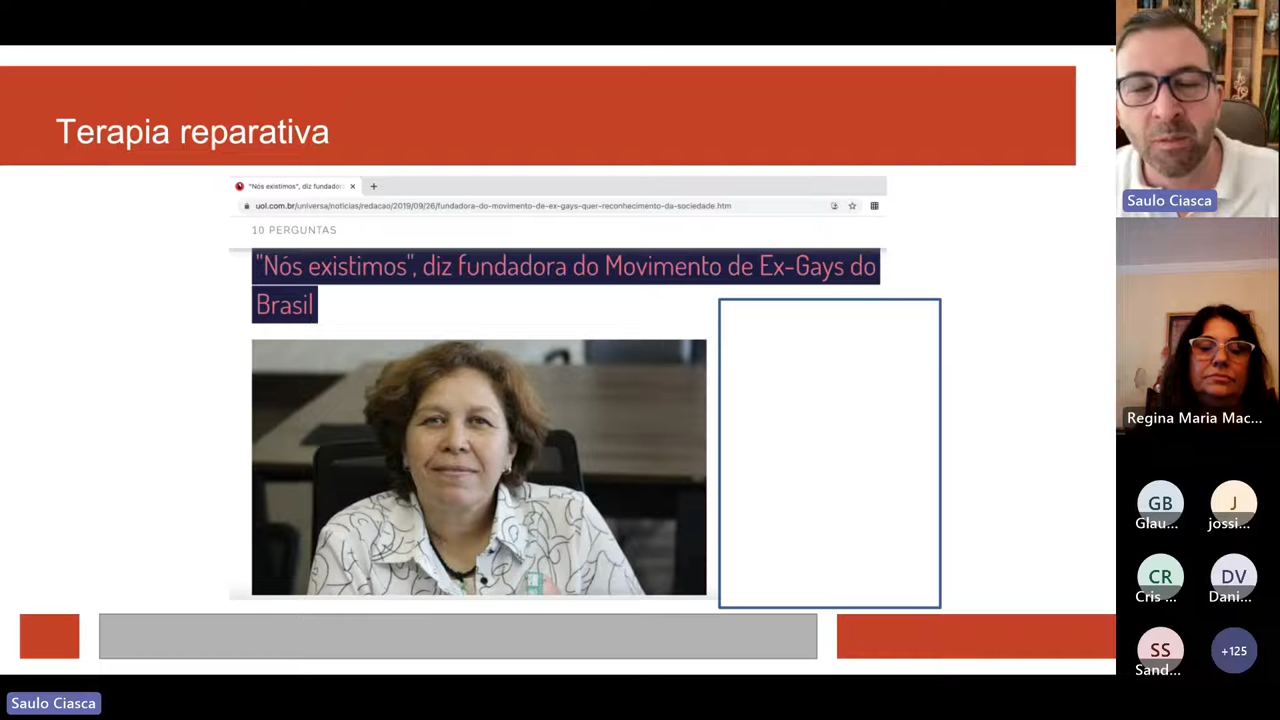 Terapia reparativa
"Nós existimos", diz fundador
uol.com.br/universa/noticias/redacao/2019/09/26/fundadora-do-movimento-de-ex-gays-quer-reconhecimento-da-sociedade.htm
10 PERGUNTAS
"Nós existimos", diz fundadora do Movimento de Ex-Gays do
Brasil
Saulo Ciasca
Regina Maria Mac...
GB
Glau...
J
jossi...
CR
Cris ...
DV
Dani...
SS
Sand...
+125
Saulo Ciasca